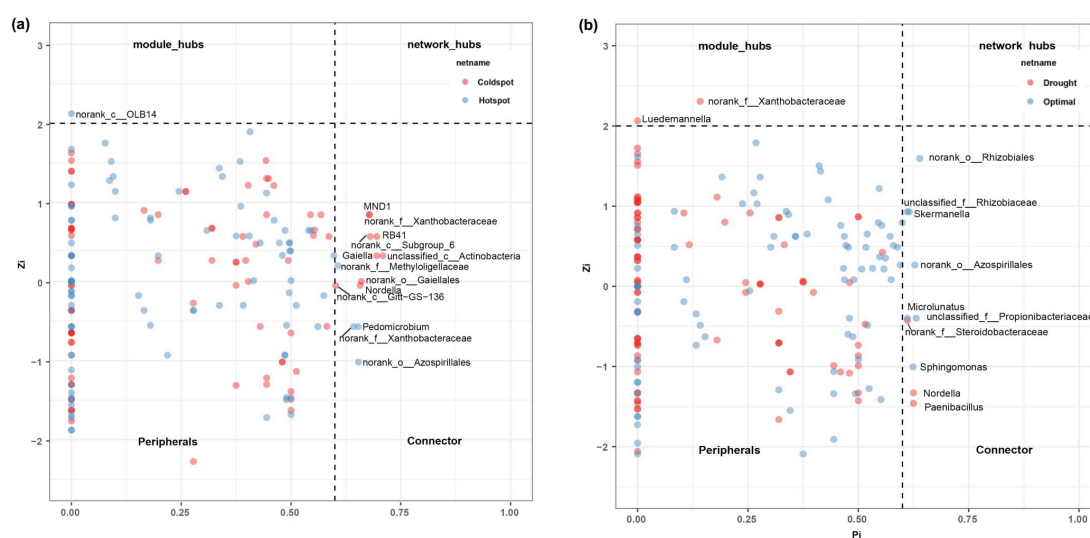 (a)
module_hubs
network_hubs
netname
Coldspot
Hotspot
norank_c__OLB14
MND1
norank_f__Xanthobacteraceae
RB41
norank_c__Subgroup_6
Gaiella
unclassified_c__Actinobacteria
norank_f__Methyloligellaceae
norank_o__Gaiellales
Nordella
norank_c__Gitt-GS-136
Pedomicrobium
norank_f__Xanthobacteraceae
norank_o__Azospirillales
Peripherals
Connector
Zi
3
2
1
0
−1
−2
0.00
0.25
0.50
0.75
1.00
(b)
module_hubs
network_hubs
netname
Drought
Optimal
norank_f__Xanthobacteraceae
Luedemannella
norank_o__Rhizobiales
unclassified_f__Rhizobiaceae
Skermanella
norank_o__Azospirillales
Microlunatus
unclassified_f__Propionibacteriaceae
norank_f__Steroidobacteraceae
Sphingomonas
Nordella
Paenibacillus
Peripherals
Connector
Zi
3
2
1
0
−1
−2
0.00
0.25
0.50
0.75
1.00
Pi